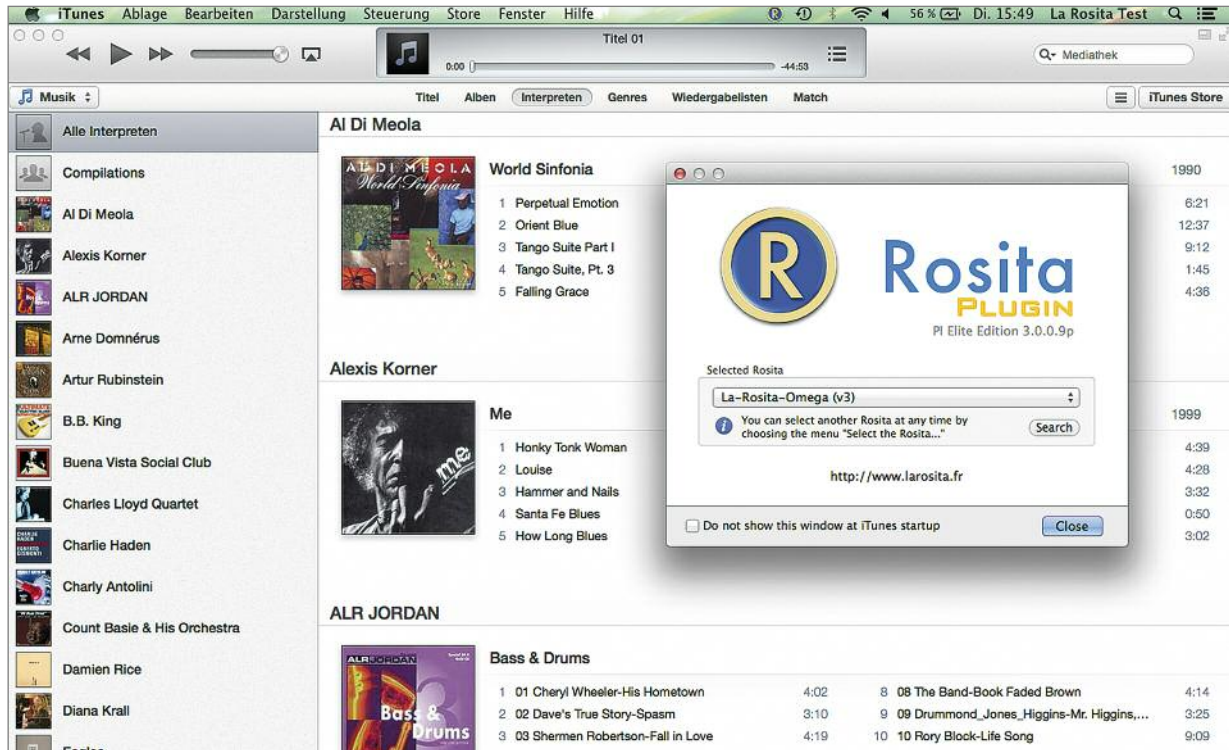 iTunes Ablage Bearbeiten Darstellung Steuerung Store Fenster Hilfe 56 % Di. 15:49 La Rosita Test
Titel 01
0:00 -44:53
Mediathek
Musik Titel Alben Interpreten Genres Wiedergabelisten Match iTunes Store
Alle Interpreten
Compilations
Al Di Meola
Alexis Korner
ALR JORDAN
Arne Domnérus
Artur Rubinstein
B.B. King
Buena Vista Social Club
Charles Lloyd Quartet
Charlie Haden
Charly Antolini
Count Basie & His Orchestra
Damien Rice
Diana Krall
Eagles
Al Di Meola
AL DI MEOLA
World Sinfonia
World Sinfonia 1990
1 Perpetual Emotion 6:21
2 Orient Blue 12:37
3 Tango Suite Part I 9:12
4 Tango Suite, Pt. 3 1:45
5 Falling Grace 4:36
Alexis Korner
me
Me 1999
1 Honky Tonk Woman 4:39
2 Louise 4:28
3 Hammer and Nails 3:32
4 Santa Fe Blues 0:50
5 How Long Blues 3:02
ALR JORDAN
ALR JORDAN
Bass &
Drums
3
Bass & Drums
1 01 Cheryl Wheeler-His Hometown 4:02 8 08 The Band-Book Faded Brown 4:14
2 02 Dave's True Story-Spasm 3:10 9 09 Drummond_Jones_Higgins-Mr. Higgins,... 3:25
3 03 Shermen Robertson-Fall in Love 4:19 10 10 Rory Block-Life Song 9:09
R
Rosita
PLUGIN
PI Elite Edition 3.0.0.9p
Selected Rosita
La-Rosita-Omega (v3)
You can select another Rosita at any time by
choosing the menu "Select the Rosita..."
Search
http://www.larosita.fr
Do not show this window at iTunes startup
Close